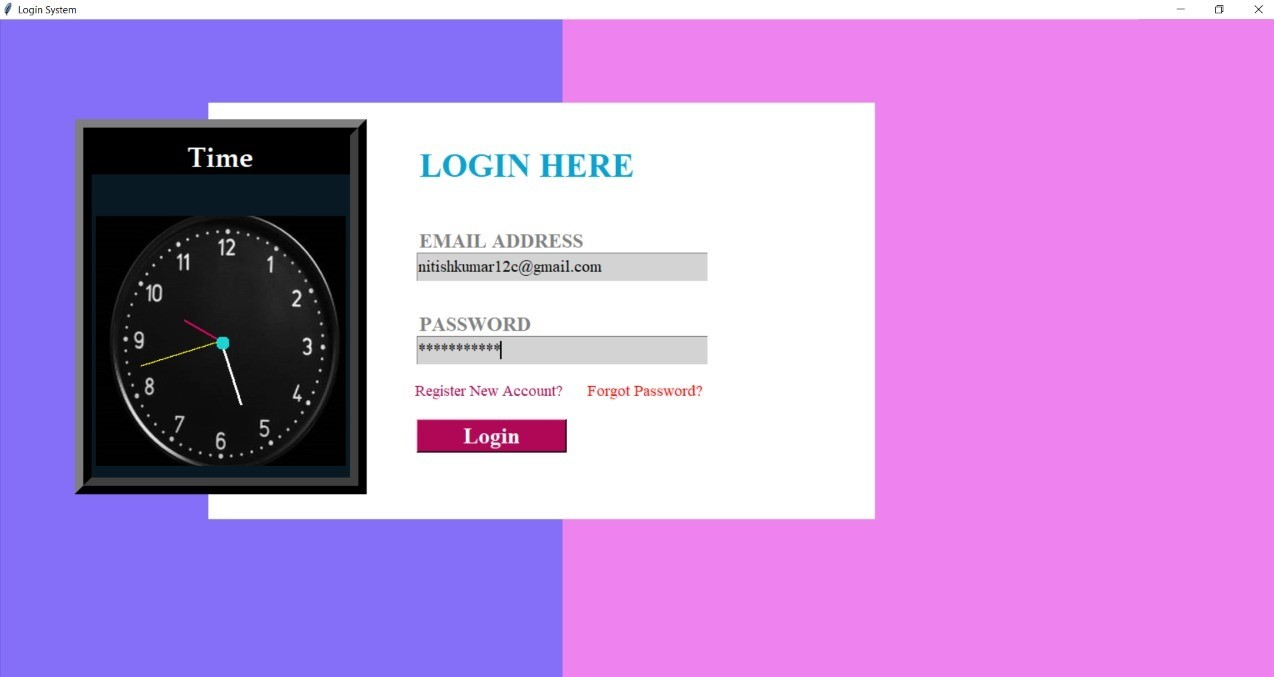 Login System
Time
12
11
1
10
2
9
3
8
4
7
5
6
LOGIN HERE
EMAIL ADDRESS
nitishkumar12c@gmail.com
PASSWORD
***********
Register New Account? Forgot Password?
Login